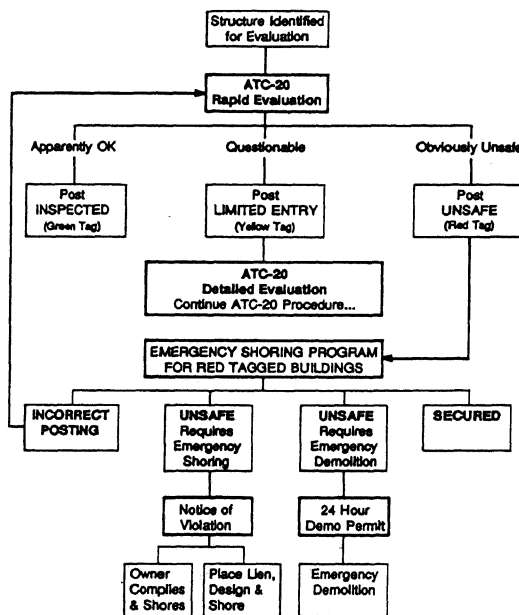 Structure Identified
for Evaluation
ATC-20
Rapid Evaluation
Apparently OK
Questionable
Obviously Unsafe
Post
INSPECTED
(Green Tag)
Post
LIMITED ENTRY
(Yellow Tag)
Post
UNSAFE
(Red Tag)
ATC-20
Detailed Evaluation
Continue ATC-20 Procedure...
EMERGENCY SHORING PROGRAM
FOR RED TAGGED BUILDINGS
INCORRECT
POSTING
UNSAFE
Requires
Emergency
Shoring
UNSAFE
Requires
Emergency
Demolition
SECURED
Notice of
Violation
24 Hour
Demo Permit
Owner
Complies
& Shores
Place Lien,
Design &
Shore
Emergency
Demolition